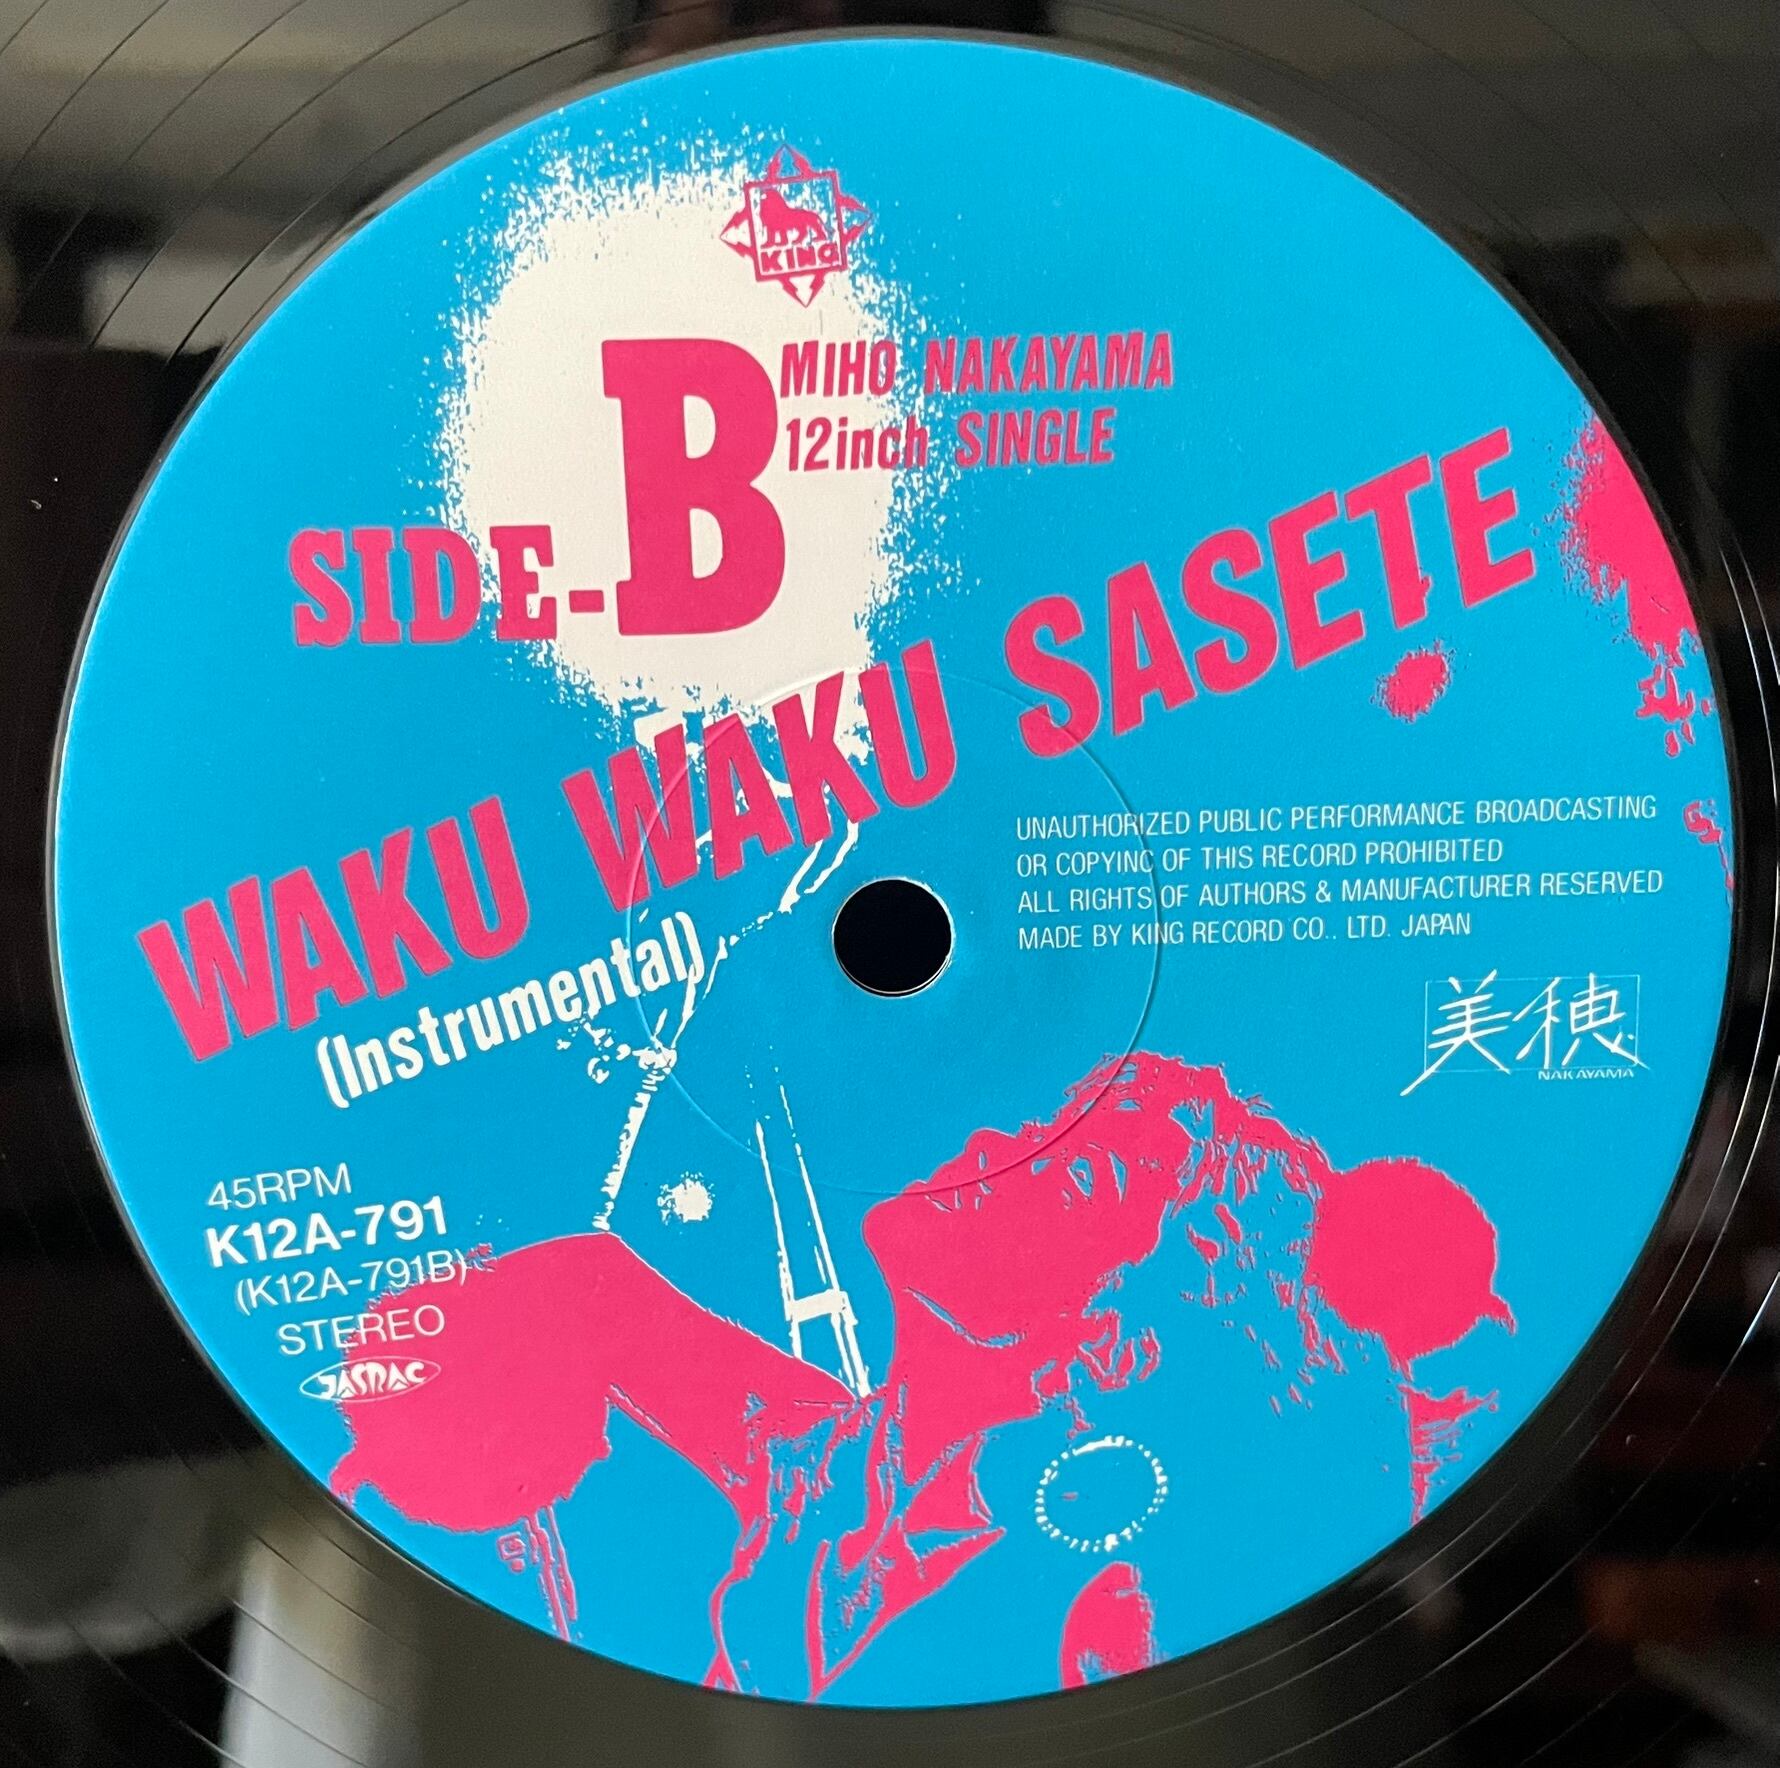 KING
SIDE-B
MIHO NAKAYAMA
12inch SINGLE
WAKU WAKU SASETE
(Instrumental)
UNAUTHORIZED PUBLIC PERFORMANCE BROADCASTING
OR COPYING OF THIS RECORD PROHIBITED
ALL RIGHTS OF AUTHORS & MANUFACTURER RESERVED
MADE BY KING RECORD CO.. LTD. JAPAN
美穂
NAKAYAMA
45RPM
K12A-791
(K12A-791B)
STEREO
JASRAC